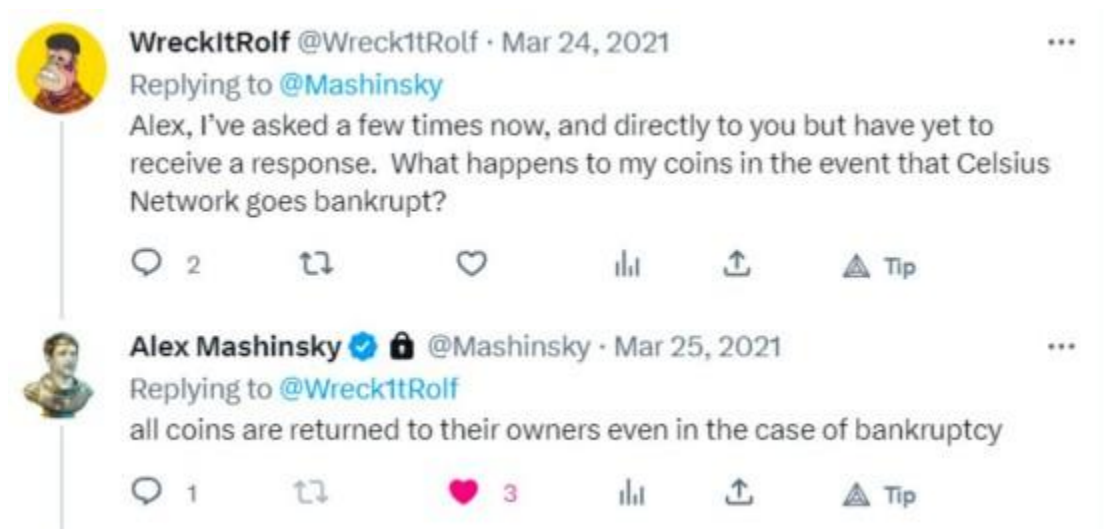 WreckItRolf @Wreck1tRolf · Mar 24, 2021
Replying to @Mashinsky
Alex, I've asked a few times now, and directly to you but have yet to
receive a response.  What happens to my coins in the event that Celsius
Network goes bankrupt?
2 Tip
Alex Mashinsky @Mashinsky · Mar 25, 2021
Replying to @Wreck1tRolf
all coins are returned to their owners even in the case of bankruptcy
1 3 Tip